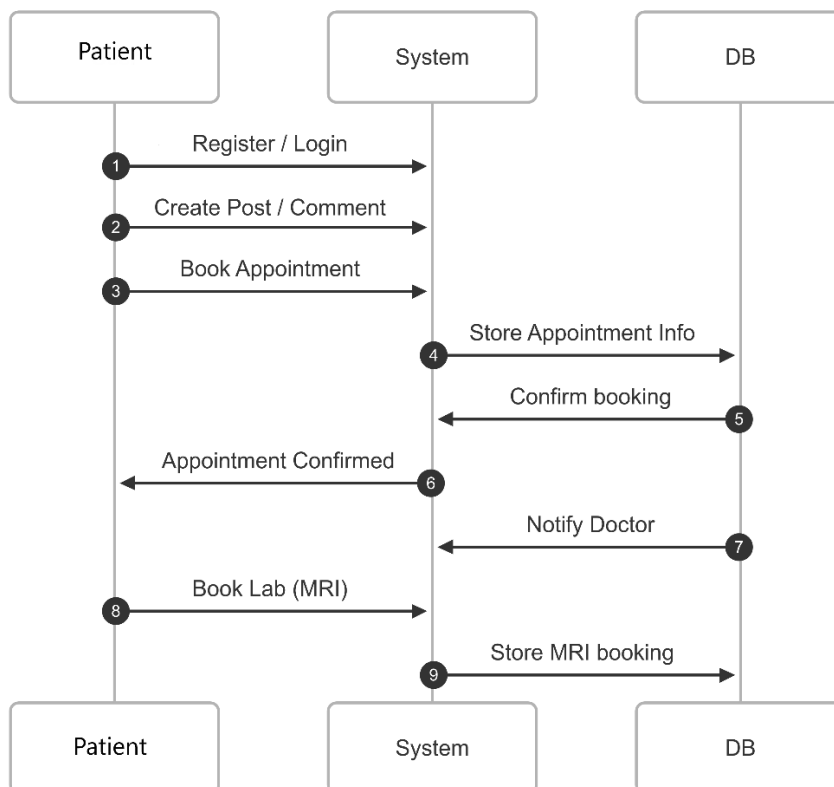 Patient
System
DB
Register / Login
1
Create Post / Comment
2
Book Appointment
3
Store Appointment Info
4
Confirm booking
5
Appointment Confirmed
6
Notify Doctor
7
Book Lab (MRI)
8
Store MRI booking
9
Patient
System
DB